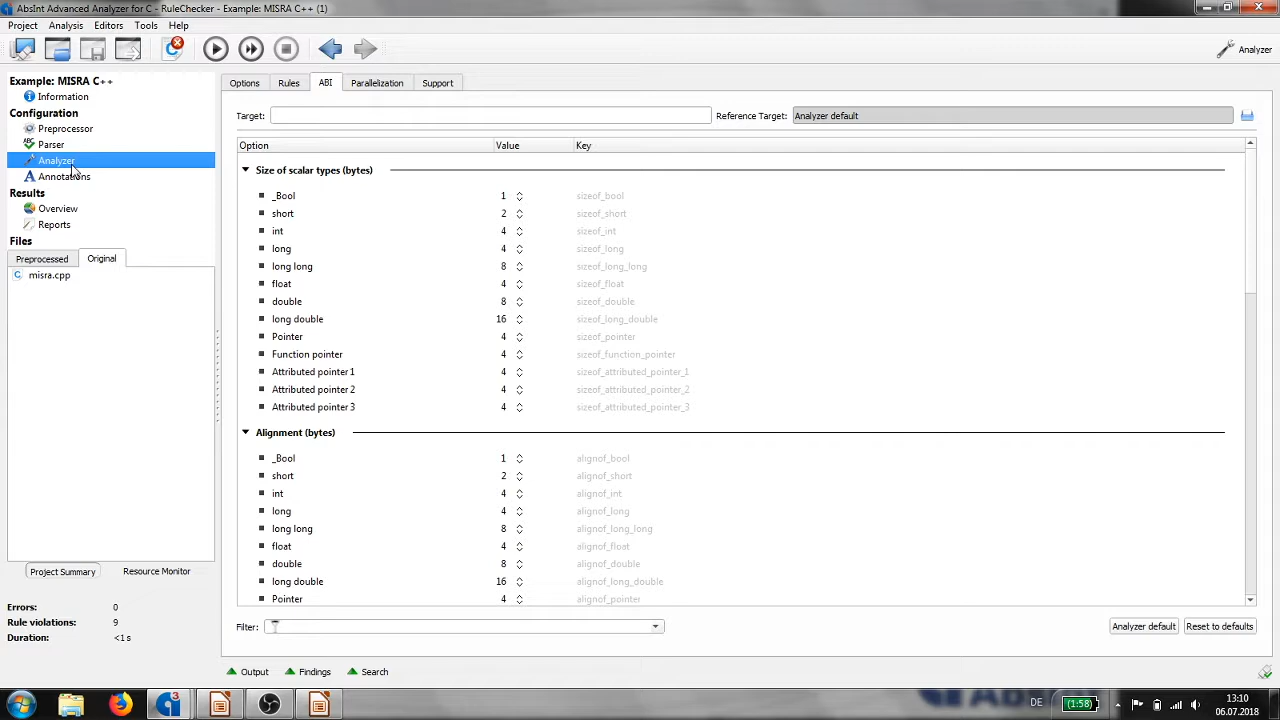 AbsInt Advanced Analyzer for C - RuleChecker - Example: MISRA C++ (1)
Project Analysis Editors Tools Help
Analyzer
Example: MISRA C++
Information
Configuration
Preprocessor
Parser
Analyzer
Annotations
Results
Overview
Reports
Files
Preprocessed Original
misra.cpp
Project Summary Resource Monitor
Errors: 0
Rule violations: 9
Duration: <1s
Options Rules ABI Parallelization Support
Target: Reference Target: Analyzer default
Option Value Key
Size of scalar types (bytes)
_Bool 1 sizeof_bool
short 2 sizeof_short
int 4 sizeof_int
long 4 sizeof_long
long long 8 sizeof_long_long
float 4 sizeof_float
double 8 sizeof_double
long double 16 sizeof_long_double
Pointer 4 sizeof_pointer
Function pointer 4 sizeof_function_pointer
Attributed pointer 1 4 sizeof_attributed_pointer_1
Attributed pointer 2 4 sizeof_attributed_pointer_2
Attributed pointer 3 4 sizeof_attributed_pointer_3
Alignment (bytes)
_Bool 1 alignof_bool
short 2 alignof_short
int 4 alignof_int
long 4 alignof_long
long long 8 alignof_long_long
float 4 alignof_float
double 8 alignof_double
long double 16 alignof_long_double
Pointer 4 alignof_pointer
Filter: Analyzer default Reset to defaults
Output Findings Search
DE (1:58) 13:10
06.07.2018